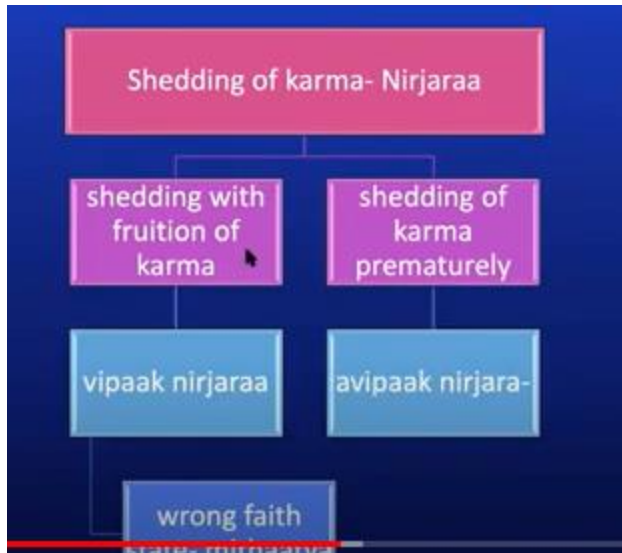 Shedding of karma- Nirjaraa
shedding with
fruition of
karma
shedding of
karma
prematurely
vipaak nirjaraa
avipaak nirjara-
wrong faith